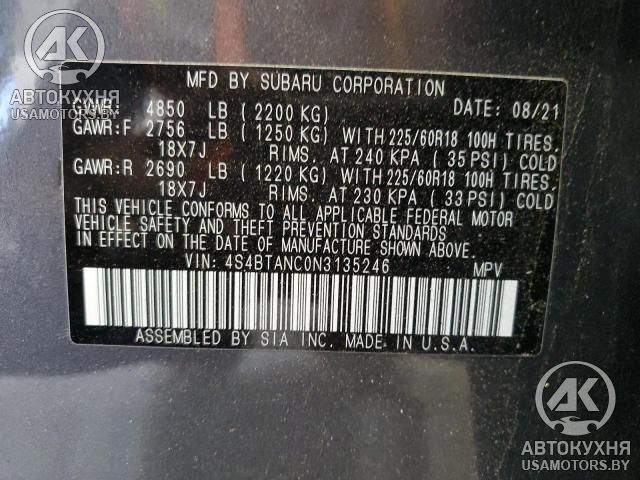 АВТОКУХНЯ
USAMOTORS.BY
MFD BY SUBARU CORPORATION
DATE: 08/21
GVWR: 4850 LB ( 2200 KG)
GAWR:F 2756 LB ( 1250 KG) WITH 225/60R18 100H TIRES,
18X7J RIMS, AT 240 KPA ( 35 PSI) COLD
GAWR:R 2690 LB ( 1220 KG) WITH 225/60R18 100H TIRES,
18X7J RIMS, AT 230 KPA ( 33 PSI) COLD
THIS VEHICLE CONFORMS TO ALL APPLICABLE FEDERAL MOTOR
VEHICLE SAFETY AND THEFT PREVENTION STANDARDS
IN EFFECT ON THE DATE OF MANUFACTURE SHOWN ABOVE.
VIN: 4S4BTANC0N3135246 MPV
ASSEMBLED BY SIA INC. MADE IN U.S.A.
АК
АВТОКУХНЯ
USAMOTORS.BY